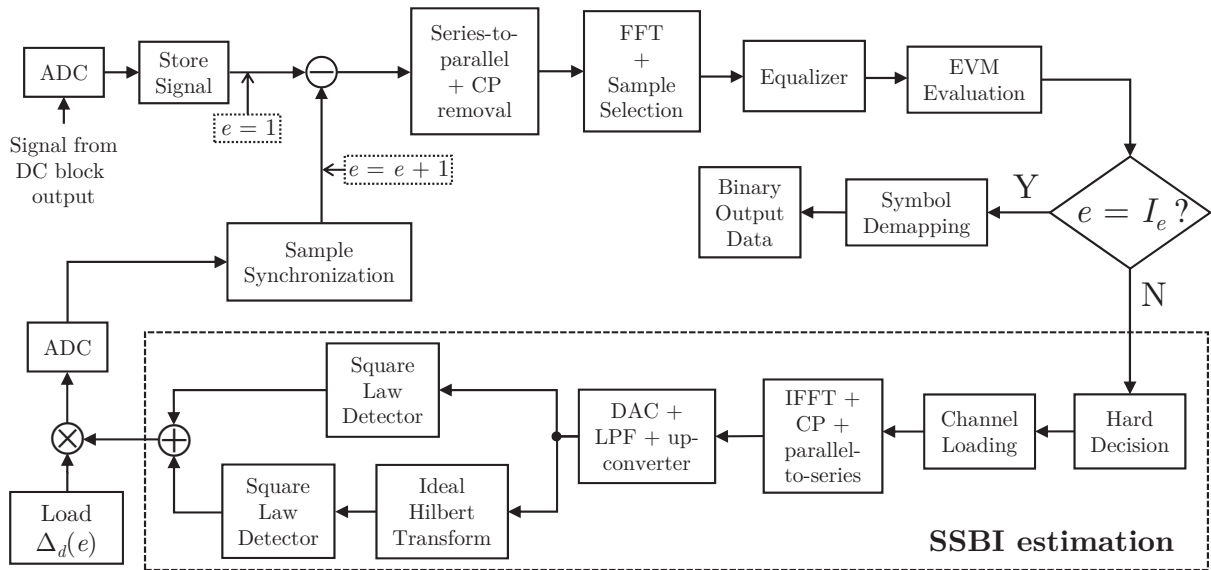 ADC
Store
Signal
−
Series-to-
parallel
+ CP
removal
FFT
+
Sample
Selection
Equalizer
EVM
Evaluation
e = 1
Signal from
DC block
output
e = e + 1
Binary
Output
Data
Symbol
Demapping
Y
e = I_e ?
N
Sample
Synchronization
ADC
Square
Law
Detector
DAC +
LPF + up-
converter
IFFT +
CP +
parallel-
to-series
Channel
Loading
Hard
Decision
×
+
Square
Law
Detector
Ideal
Hilbert
Transform
Load
Δ_d(e)
SSBI estimation